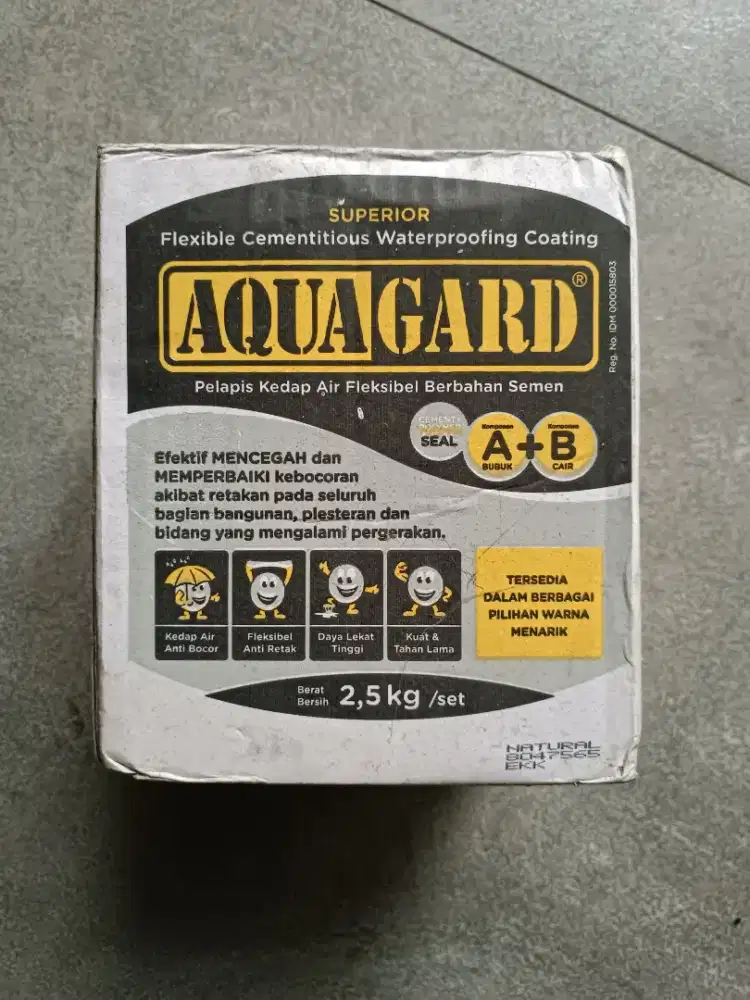 SUPERIOR
Flexible Cementitious Waterproofing Coating
AQUAGARD®
Reg. No. IDM 000015803
Pelapis Kedap Air Fleksibel Berbahan Semen
CEMENT+
POLYMER
SEAL
Komponen
A
BUBUK
+
Komponen
B
CAIR
Efektif MENCEGAH dan
MEMPERBAIKI kebocoran
akibat retakan pada seluruh
bagian bangunan, plesteran dan
bidang yang mengalami pergerakan.
Kedap Air
Anti Bocor
Fleksibel
Anti Retak
Daya Lekat
Tinggi
Kuat &
Tahan Lama
TERSEDIA
DALAM BERBAGAI
PILIHAN WARNA
MENARIK
Berat
Bersih 2,5 kg /set
NATURAL
8047565
EKK